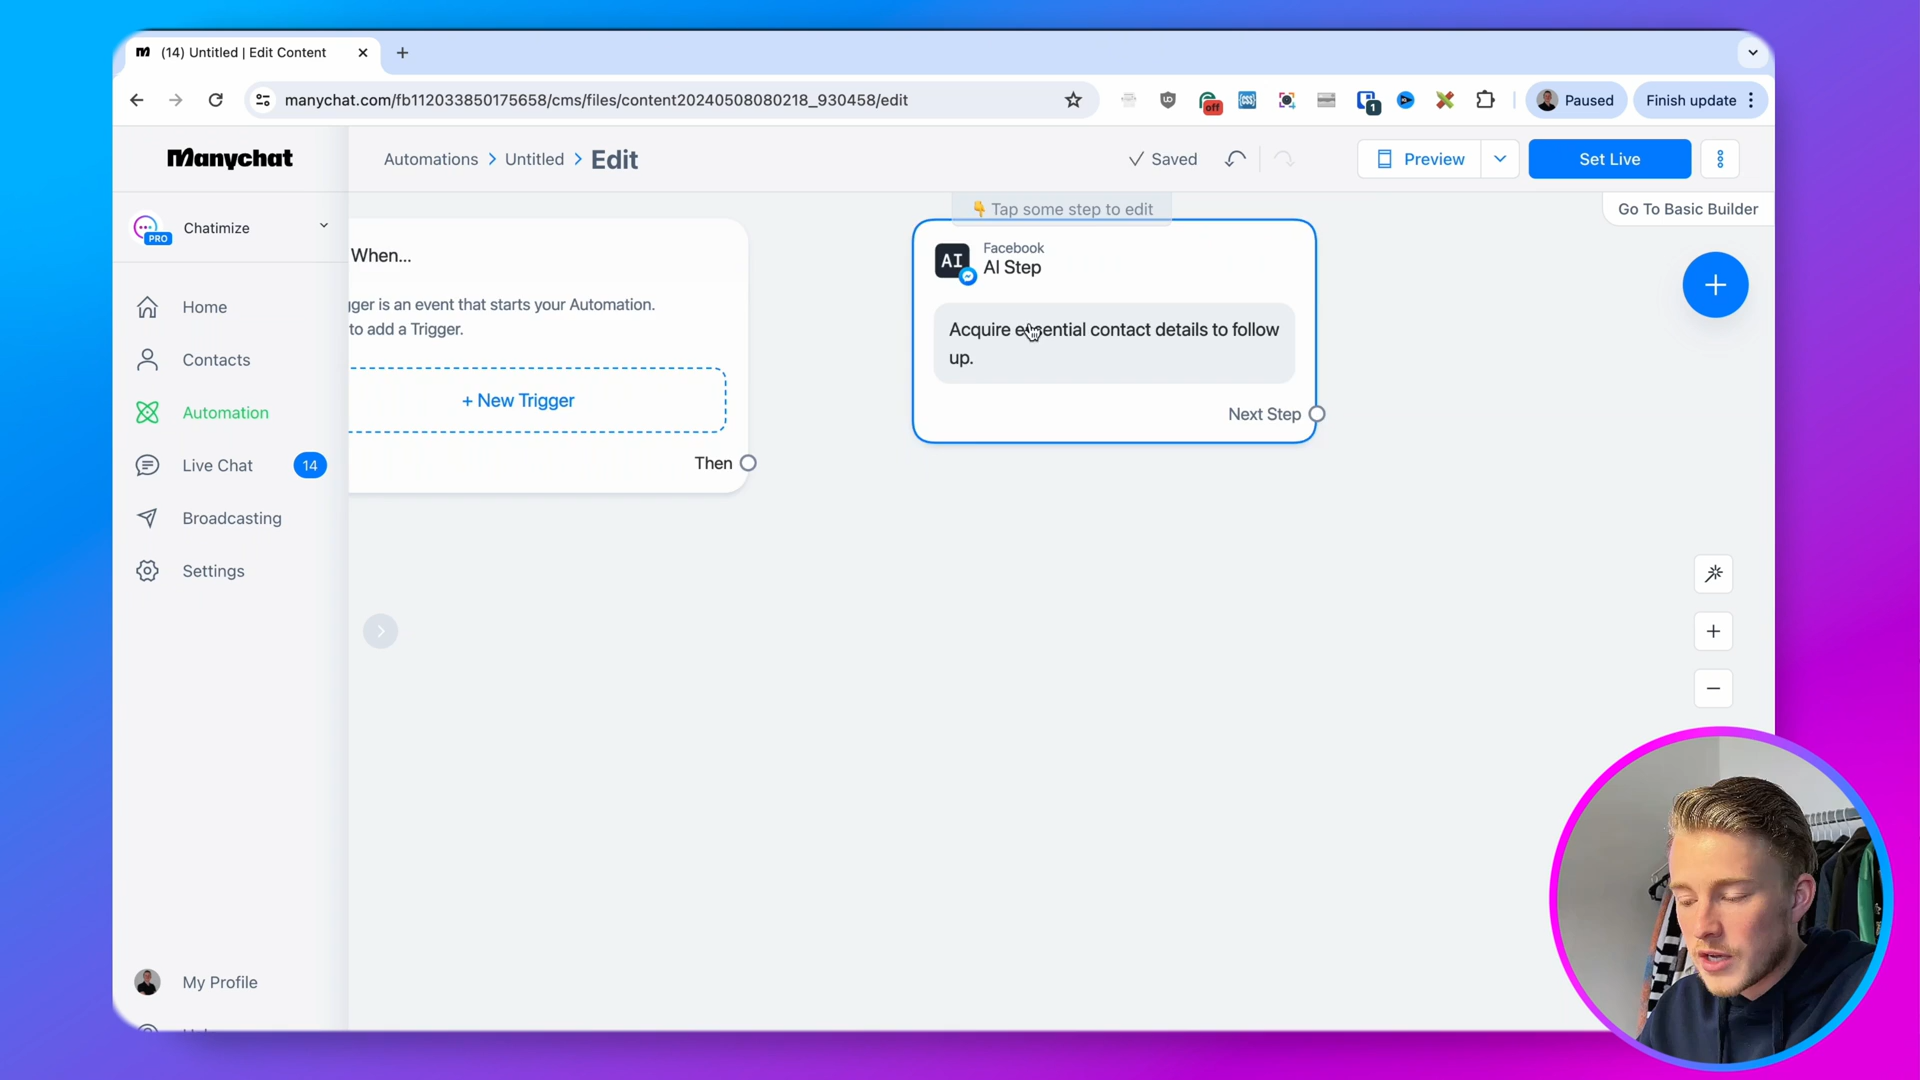 (14) Untitled | Edit Content
manychat.com/fb112033850175658/cms/files/content20240508080218_930458/edit
off
1
Paused
Finish update
Manychat
Automations > Untitled > Edit
Saved
Preview
Set Live
Chatimize
PRO
Home
Contacts
Automation
Live Chat
14
Broadcasting
Settings
My Profile
When...
gger is an event that starts your Automation.
to add a Trigger.
+ New Trigger
Then
Tap some step to edit
AI
Facebook
AI Step
Acquire essential contact details to follow
up.
Next Step
Go To Basic Builder